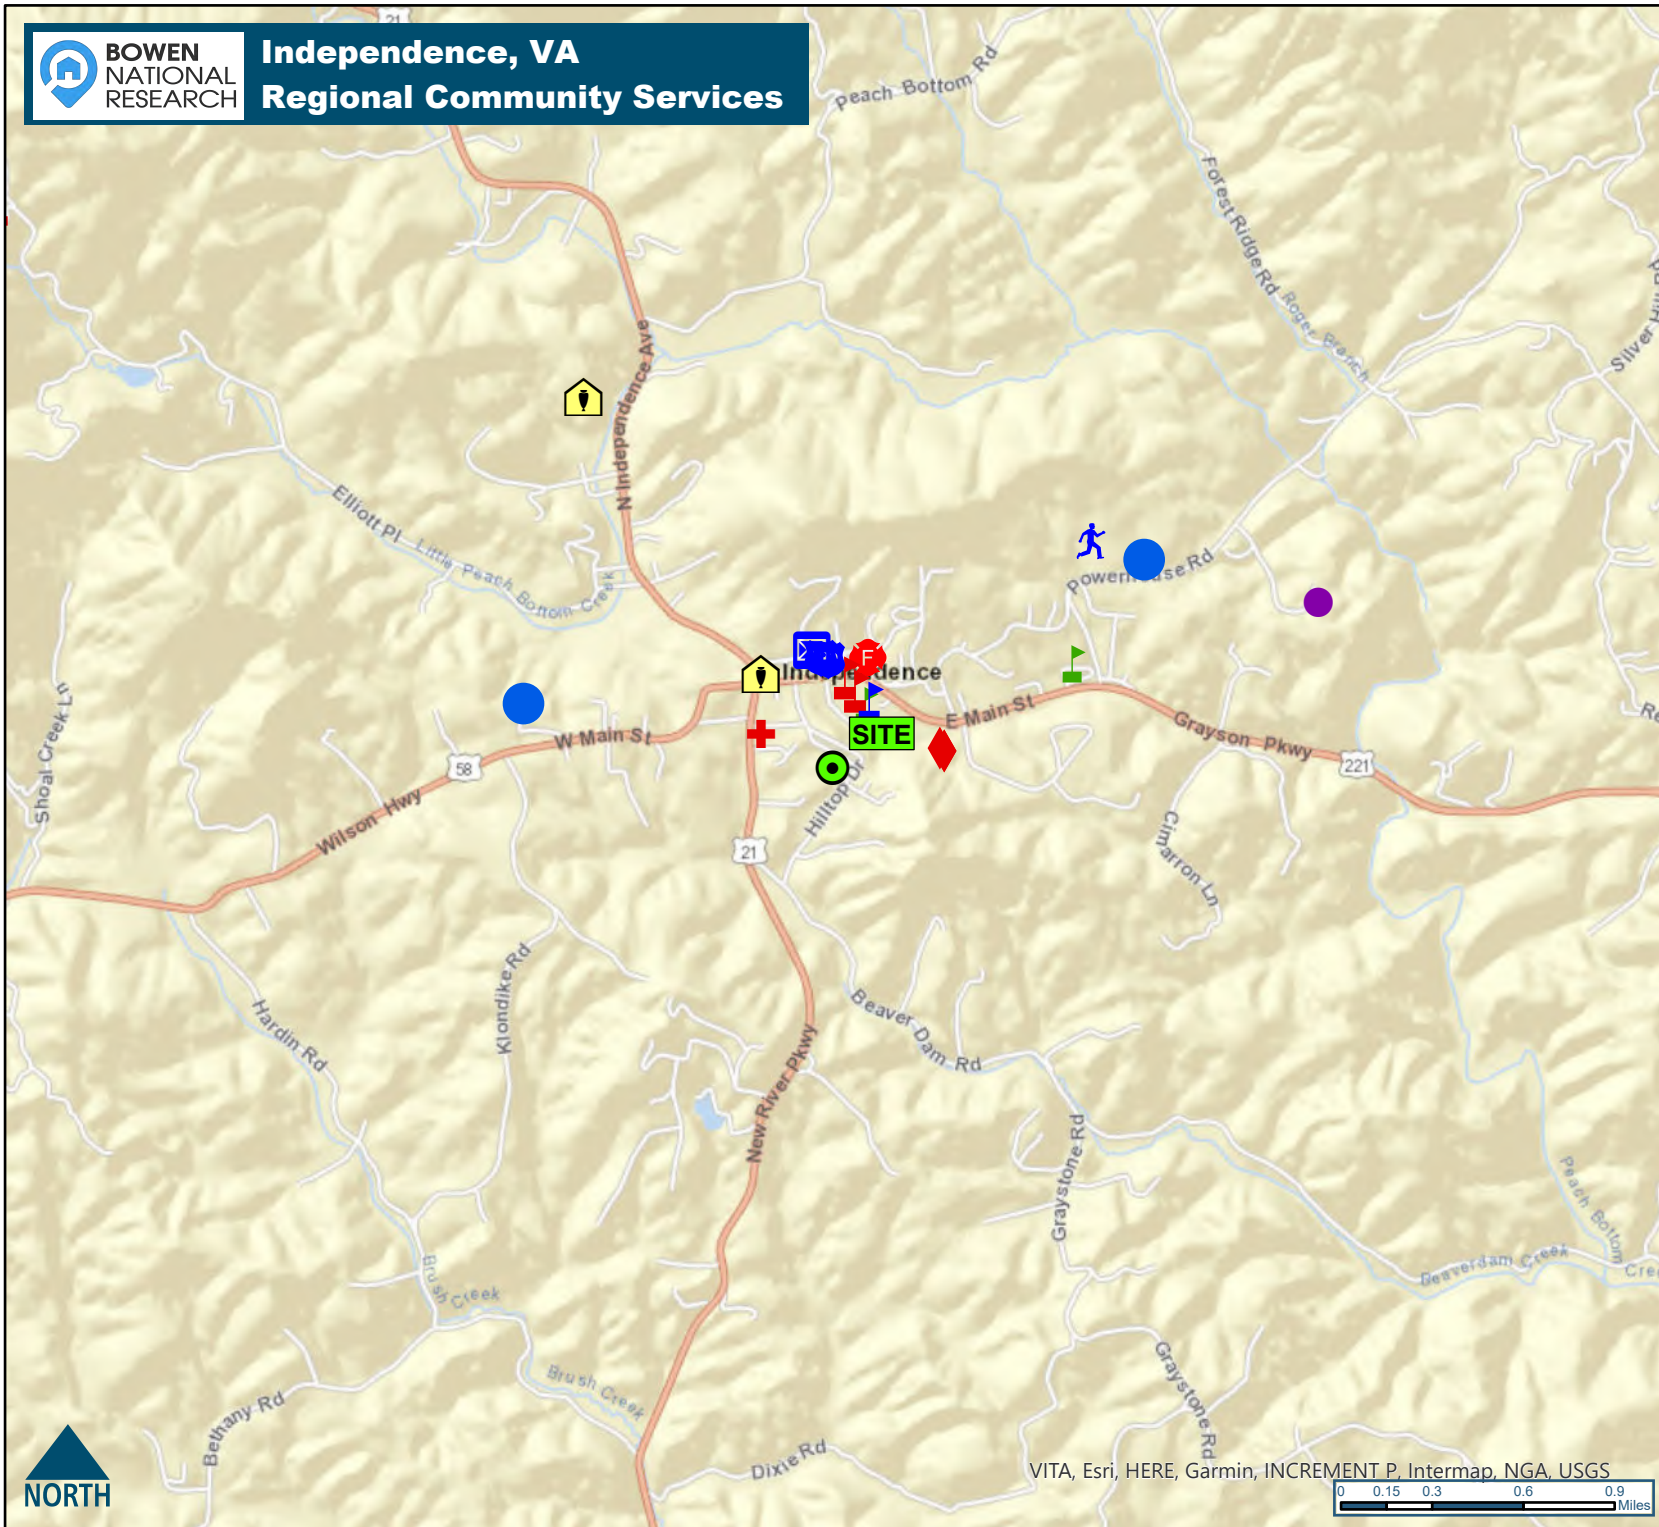 21
BOWEN
NATIONAL
RESEARCH
Independence, VA
Regional Community Services
Peach Bottom Rd
Forest Ridge Rd
Roger Branch
N Independence Ave
Elliott Pl
Little Peach Bottom Creek
Powerhouse Rd
F
Independence
SITE
E Main St
Grayson Pkwy
221
W Main St
58
Wilson Hwy
Shoal Creek Ln
Hilltop Dr
21
Cimarron Ln
Klondike Rd
Hardin Rd
Beaver Dam Rd
New River Pkwy
Graystone Rd
Peach Bottom
Beaverdam Creek
Brush Creek
Brush Creek
Graystone Rd
Bethany Rd
Dixie Rd
NORTH
VITA, Esri, HERE, Garmin, INCREMENT P, Intermap, NGA, USGS
0 0.15 0.3 0.6 0.9
Miles